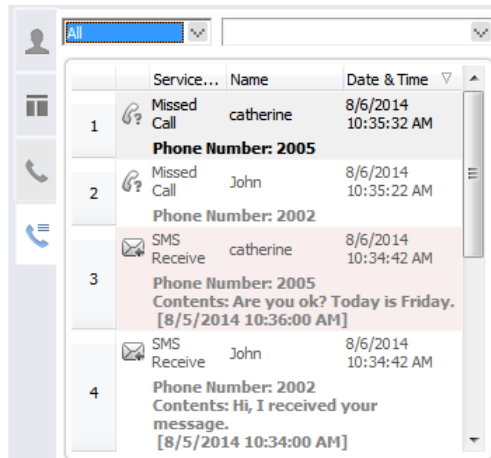 All
Service... Name Date & Time
1 Missed Call catherine 8/6/2014 10:35:32 AM
Phone Number: 2005
2 Missed Call John 8/6/2014 10:35:22 AM
Phone Number: 2002
3 SMS Receive catherine 8/6/2014 10:34:42 AM
Phone Number: 2005
Contents: Are you ok? Today is Friday.
[8/5/2014 10:36:00 AM]
4 SMS Receive John 8/6/2014 10:34:42 AM
Phone Number: 2002
Contents: Hi, I received your
message.
[8/5/2014 10:34:00 AM]